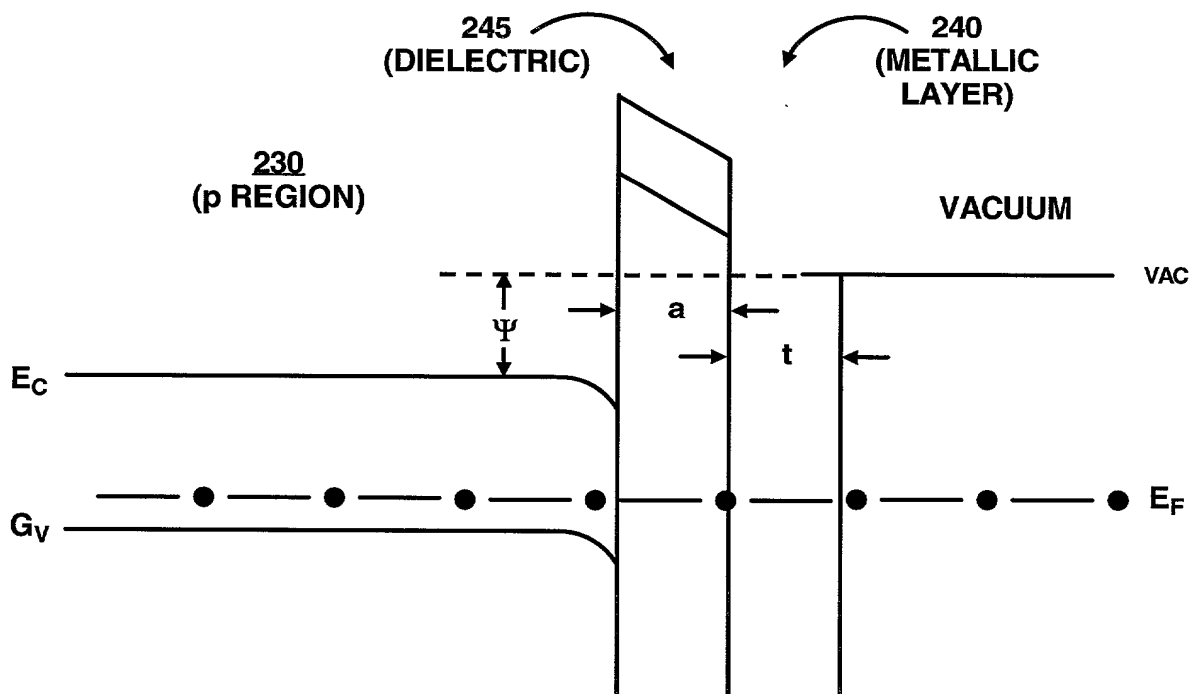 245
(DIELECTRIC)
240
(METALLIC
LAYER)
230
(p REGION)
VACUUM
VAC
a
Ψ
t
E_C
E_F
G_V